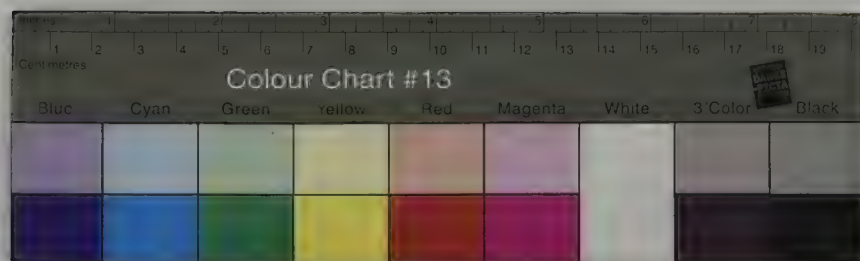 1 2 3 4 5 6 7
1 2 3 4 5 6 7 8 9 10 11 12 13 14 15 16 17 18 19
Centimetres
Colour Chart #13
Blue Cyan Green Yellow Red Magenta White 3/Color Black